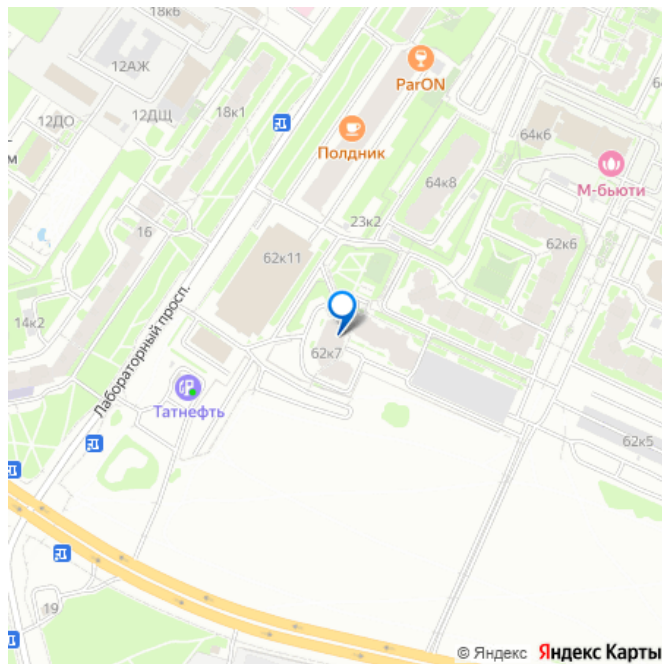 18к6
12АЖ
ParON
12ДО
12ДЩ
18к1
64к6
Полдник
М-бьюти
м
64к8
23к2
16
62к6
62к11
14к2
Лабораторный просп.
62к7
Татнефть
62к5
19
© Яндекс Яндекс Карты